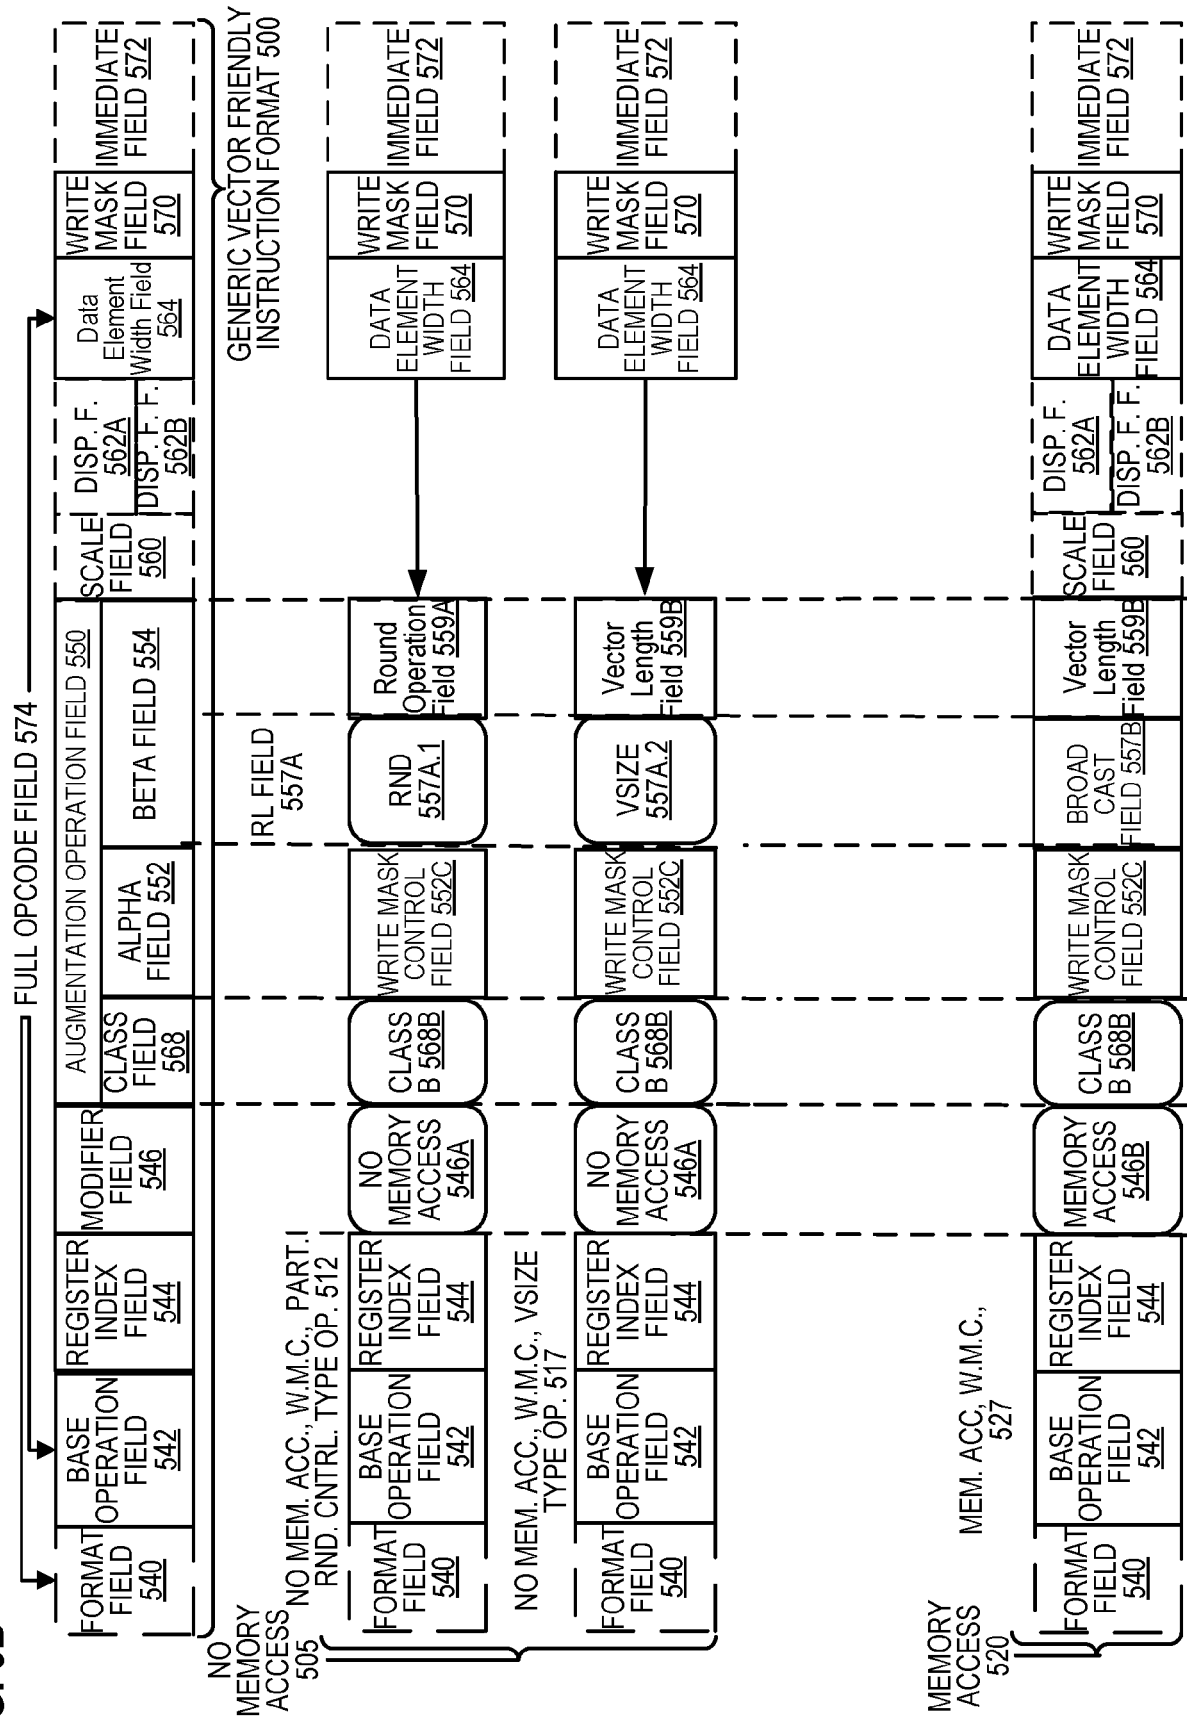 FULL OPCODE FIELD 574
FORMAT
FIELD
540
BASE
OPERATION
FIELD
542
REGISTER
INDEX
FIELD
544
MODIFIER
FIELD
546
AUGMENTATION OPERATION FIELD 550
CLASS
FIELD
568
ALPHA
FIELD 552
BETA FIELD 554
SCALE
FIELD
560
DISP. F.
562A
DISP. F. F.
562B
Data
Element
Width Field
564
WRITE
MASK
FIELD
570
IMMEDIATE
FIELD 572
GENERIC VECTOR FRIENDLY
INSTRUCTION FORMAT 500
NO
MEMORY
ACCESS
505
NO MEM. ACC., W.M.C., PART.
RND. CNTRL. TYPE OP. 512
RL FIELD
557A
FORMAT
FIELD
540
BASE
OPERATION
FIELD
542
REGISTER
INDEX
FIELD
544
NO
MEMORY
ACCESS
546A
CLASS
B 568B
WRITE MASK
CONTROL
FIELD 552C
RND
557A.1
Round
Operation
Field 559A
DATA
ELEMENT
WIDTH
FIELD 564
WRITE
MASK
FIELD
570
IMMEDIATE
FIELD 572
NO MEM. ACC., W.M.C., VSIZE
TYPE OP. 517
FORMAT
FIELD
540
BASE
OPERATION
FIELD
542
REGISTER
INDEX
FIELD
544
NO
MEMORY
ACCESS
546A
CLASS
B 568B
WRITE MASK
CONTROL
FIELD 552C
VSIZE
557A.2
Vector
Length
Field 559B
DATA
ELEMENT
WIDTH
FIELD 564
WRITE
MASK
FIELD
570
IMMEDIATE
FIELD 572
MEMORY
ACCESS
520
MEM. ACC, W.M.C.,
527
FORMAT
FIELD
540
BASE
OPERATION
FIELD
542
REGISTER
INDEX
FIELD
544
MEMORY
ACCESS
546B
CLASS
B 568B
WRITE MASK
CONTROL
FIELD 552C
BROAD
CAST
FIELD 557B
Vector
Length
Field 559B
SCALE
FIELD
560
DISP. F.
562A
DISP. F. F.
562B
DATA
ELEMENT
WIDTH
FIELD 564
WRITE
MASK
FIELD
570
IMMEDIATE
FIELD 572